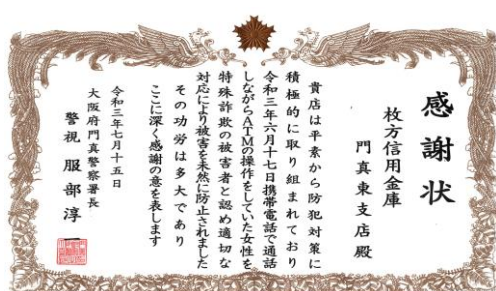 感謝状
枚方信用金庫
門真東支店殿
貴店は平素から防犯対策に
積極的に取り組まれており
令和三年六月十七日携帯電話で通話
しながらATMの操作をしていた女性を
特殊詐欺の被害者と認め適切な
対応により被害を未然に防止されました
その功労は多大であり
ここに深く感謝の意を表します
令和三年七月十五日
大阪府門真警察署長
警視 服部淳一